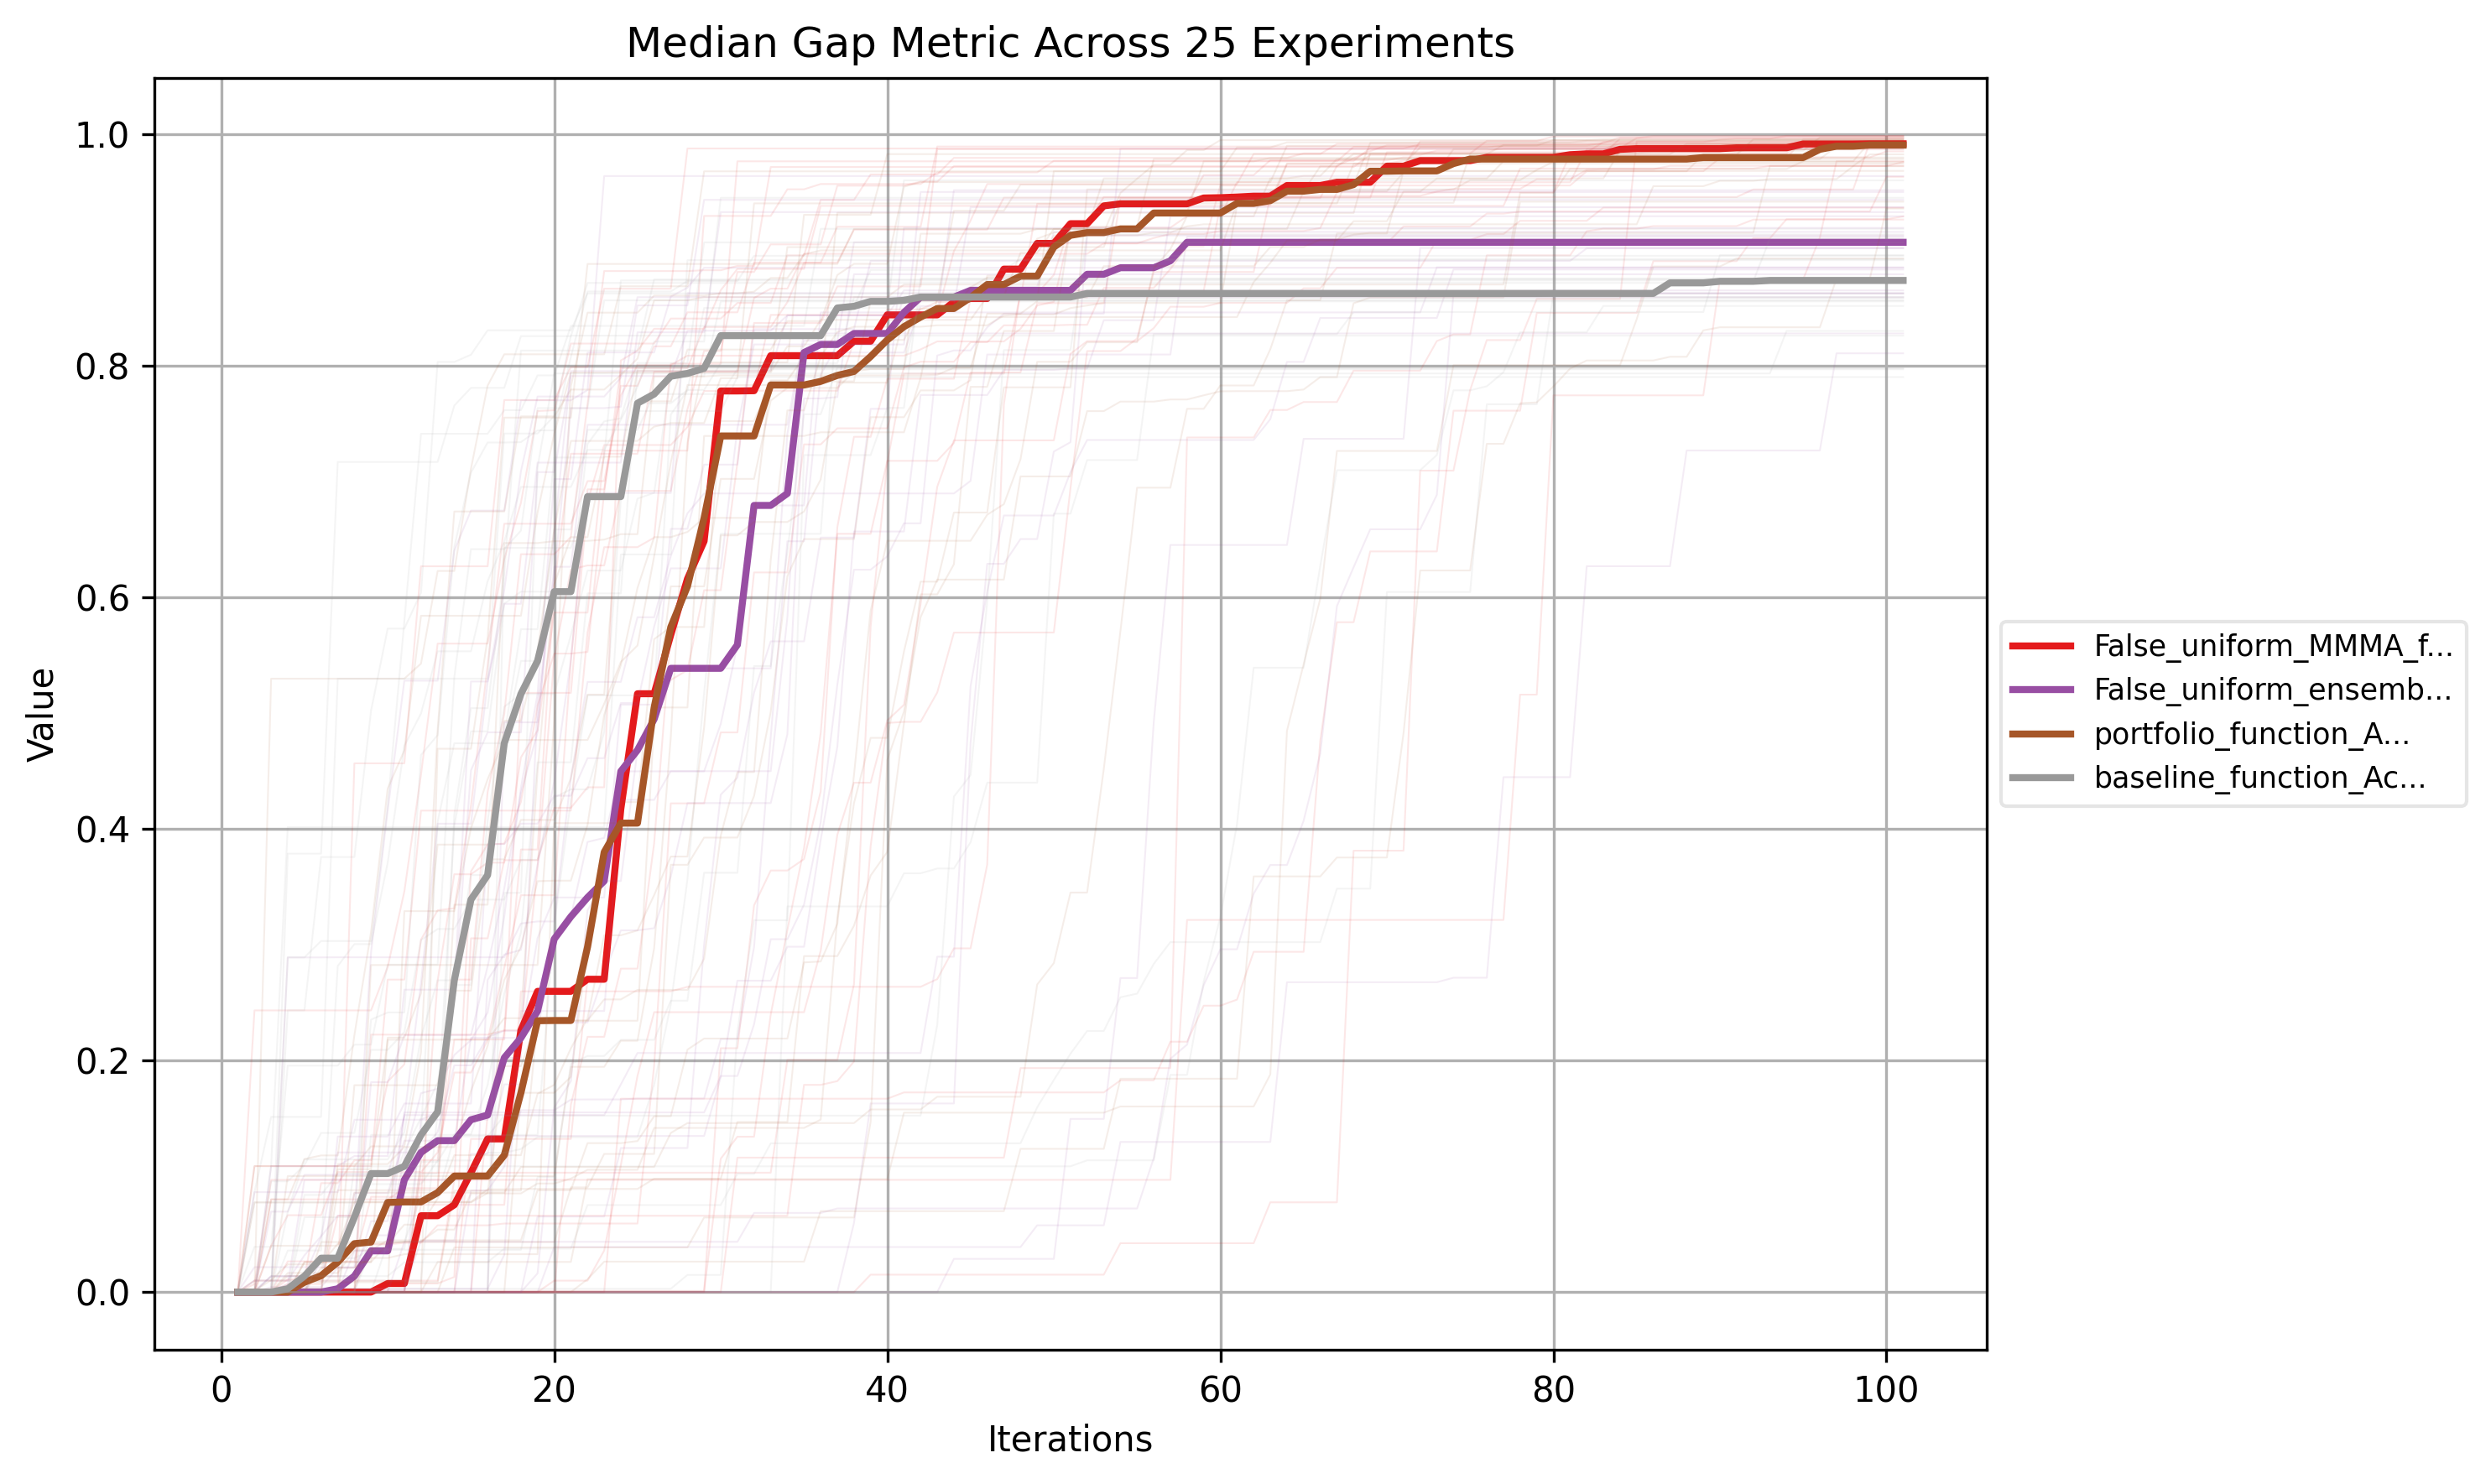 Median Gap Metric Across 25 Experiments
1.0
0.8
0.6
0.4
0.2
0.0
Value
0 20 40 60 80 100
Iterations
False_uniform_MMMA_f...
False_uniform_ensemb...
portfolio_function_A...
baseline_function_Ac...